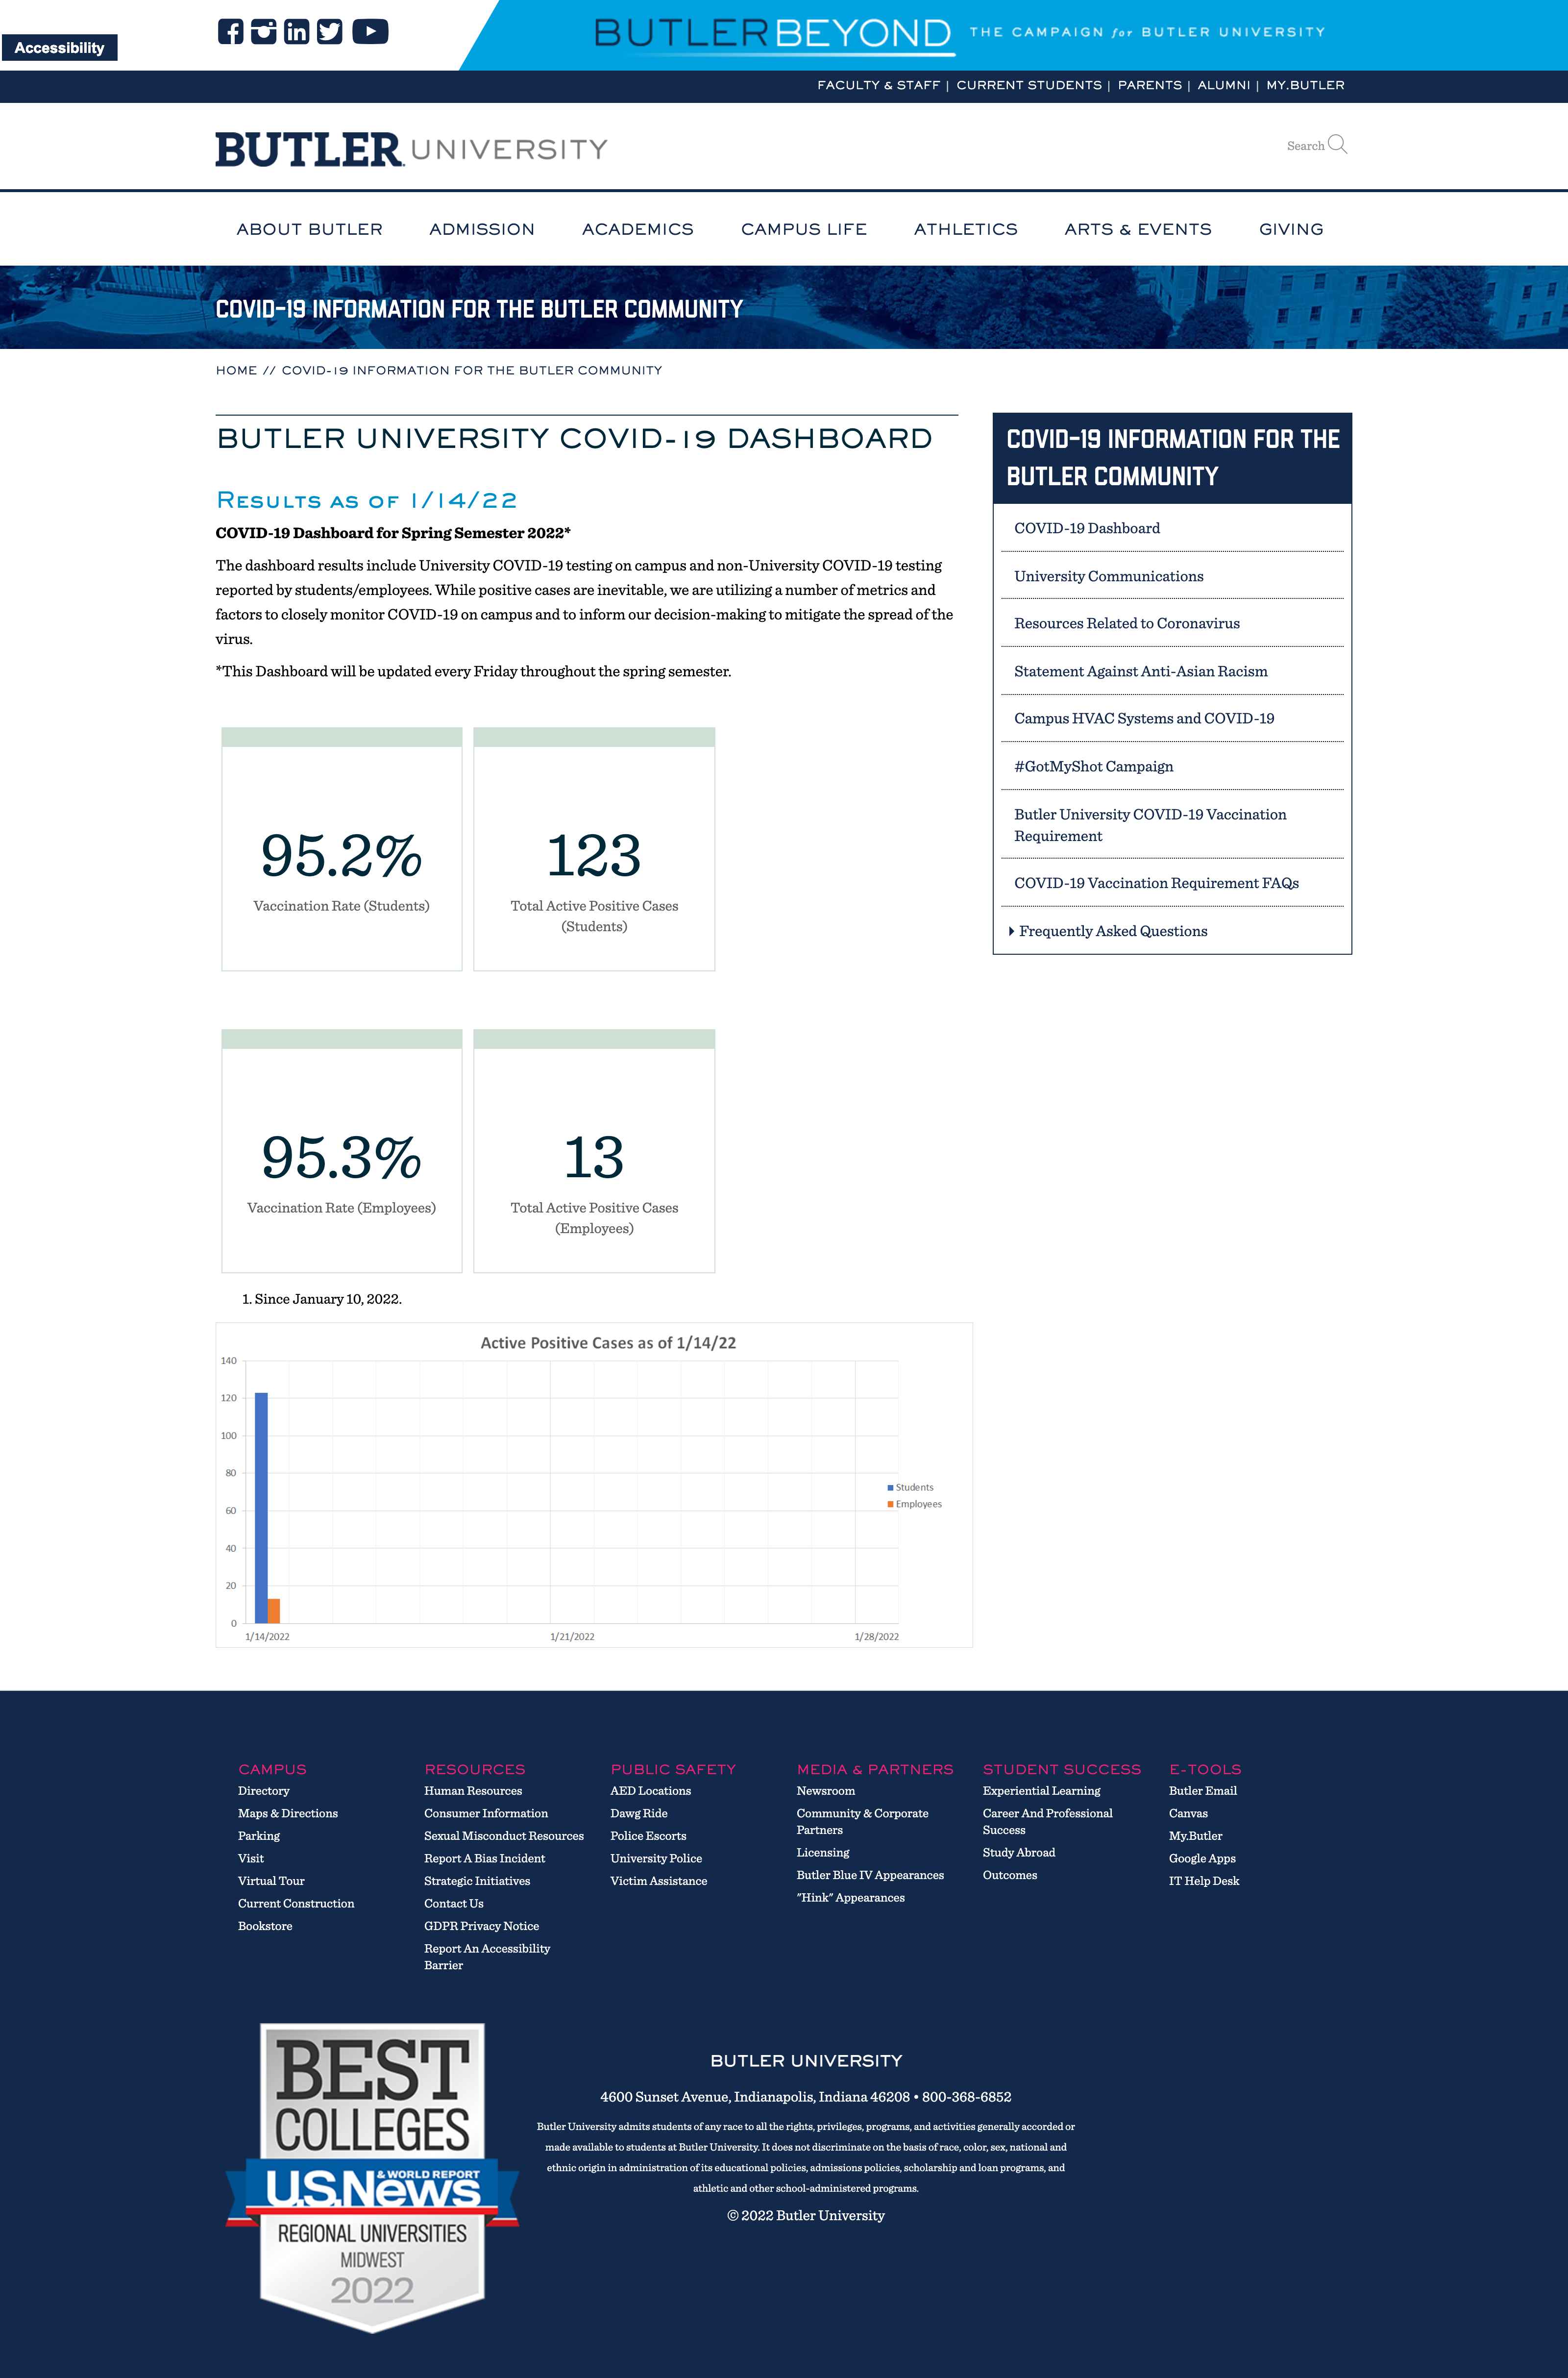 Accessibility
BUTLER BEYOND THE CAMPAIGN for BUTLER UNIVERSITY
FACULTY & STAFF | CURRENT STUDENTS | PARENTS | ALUMNI | MY.BUTLER
BUTLER UNIVERSITY
Search
ABOUT BUTLER ADMISSION ACADEMICS CAMPUS LIFE ATHLETICS ARTS & EVENTS GIVING
COVID-19 INFORMATION FOR THE BUTLER COMMUNITY
HOME // COVID-19 INFORMATION FOR THE BUTLER COMMUNITY
BUTLER UNIVERSITY COVID-19 DASHBOARD
RESULTS AS OF 1/14/22
COVID-19 Dashboard for Spring Semester 2022*
The dashboard results include University COVID-19 testing on campus and non-University COVID-19 testing
reported by students/employees. While positive cases are inevitable, we are utilizing a number of metrics and
factors to closely monitor COVID-19 on campus and to inform our decision-making to mitigate the spread of the
virus.
*This Dashboard will be updated every Friday throughout the spring semester.
95.2%
Vaccination Rate (Students)
123
Total Active Positive Cases
(Students)
95.3%
Vaccination Rate (Employees)
13
Total Active Positive Cases
(Employees)
1. Since January 10, 2022.
Active Positive Cases as of 1/14/22
140
120
100
80
60
40
20
0
1/14/2022 1/21/2022 1/28/2022
Students
Employees
COVID-19 INFORMATION FOR THE
BUTLER COMMUNITY
COVID-19 Dashboard
University Communications
Resources Related to Coronavirus
Statement Against Anti-Asian Racism
Campus HVAC Systems and COVID-19
#GotMyShot Campaign
Butler University COVID-19 Vaccination
Requirement
COVID-19 Vaccination Requirement FAQs
Frequently Asked Questions
CAMPUS
Directory
Maps & Directions
Parking
Visit
Virtual Tour
Current Construction
Bookstore
RESOURCES
Human Resources
Consumer Information
Sexual Misconduct Resources
Report A Bias Incident
Strategic Initiatives
Contact Us
GDPR Privacy Notice
Report An Accessibility
Barrier
PUBLIC SAFETY
AED Locations
Dawg Ride
Police Escorts
University Police
Victim Assistance
MEDIA & PARTNERS
Newsroom
Community & Corporate
Partners
Licensing
Butler Blue IV Appearances
"Hink" Appearances
STUDENT SUCCESS
Experiential Learning
Career And Professional
Success
Study Abroad
Outcomes
E-TOOLS
Butler Email
Canvas
My.Butler
Google Apps
IT Help Desk
BEST
COLLEGES
U.S.News & WORLD REPORT
REGIONAL UNIVERSITIES
MIDWEST
2022
BUTLER UNIVERSITY
4600 Sunset Avenue, Indianapolis, Indiana 46208 • 800-368-6852
Butler University admits students of any race to all the rights, privileges, programs, and activities generally accorded or
made available to students at Butler University. It does not discriminate on the basis of race, color, sex, national and
ethnic origin in administration of its educational policies, admissions policies, scholarship and loan programs, and
athletic and other school-administered programs.
© 2022 Butler University